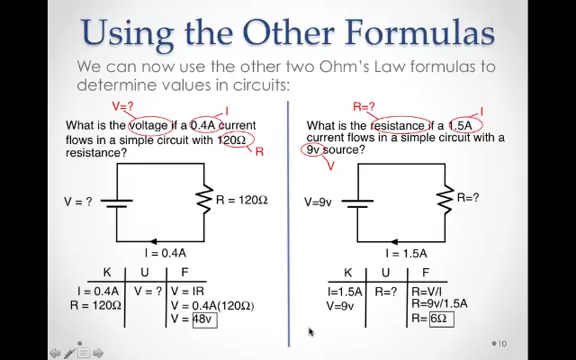 Using the Other Formulas
We can now use the other two Ohm's Law formulas to
determine values in circuits:
V=?
I
What is the voltage if a 0.4A current
flows in a simple circuit with 120Ω
resistance?
R
V = ?
R = 120Ω
I = 0.4A
K U F
I = 0.4A V = ? V = IR
R = 120Ω V = 0.4A(120Ω)
V = 48v
R=?
I
What is the resistance if a 1.5A
current flows in a simple circuit with a
9v source?
V
V=9v
R=?
I = 1.5A
K U F
I=1.5A R=? R=V/I
V=9v R=9v/1.5A
R= 6Ω
10